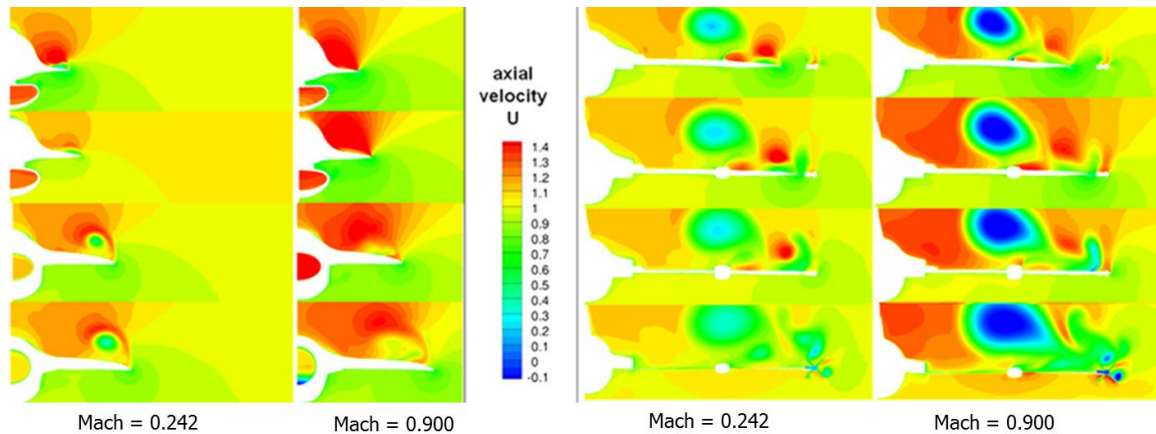 axial
velocity
U
1.4
1.3
1.2
1.1
1
0.9
0.8
0.7
0.6
0.5
0.4
0.3
0.2
0.1
0
-0.1
Mach = 0.242
Mach = 0.900
Mach = 0.242
Mach = 0.900